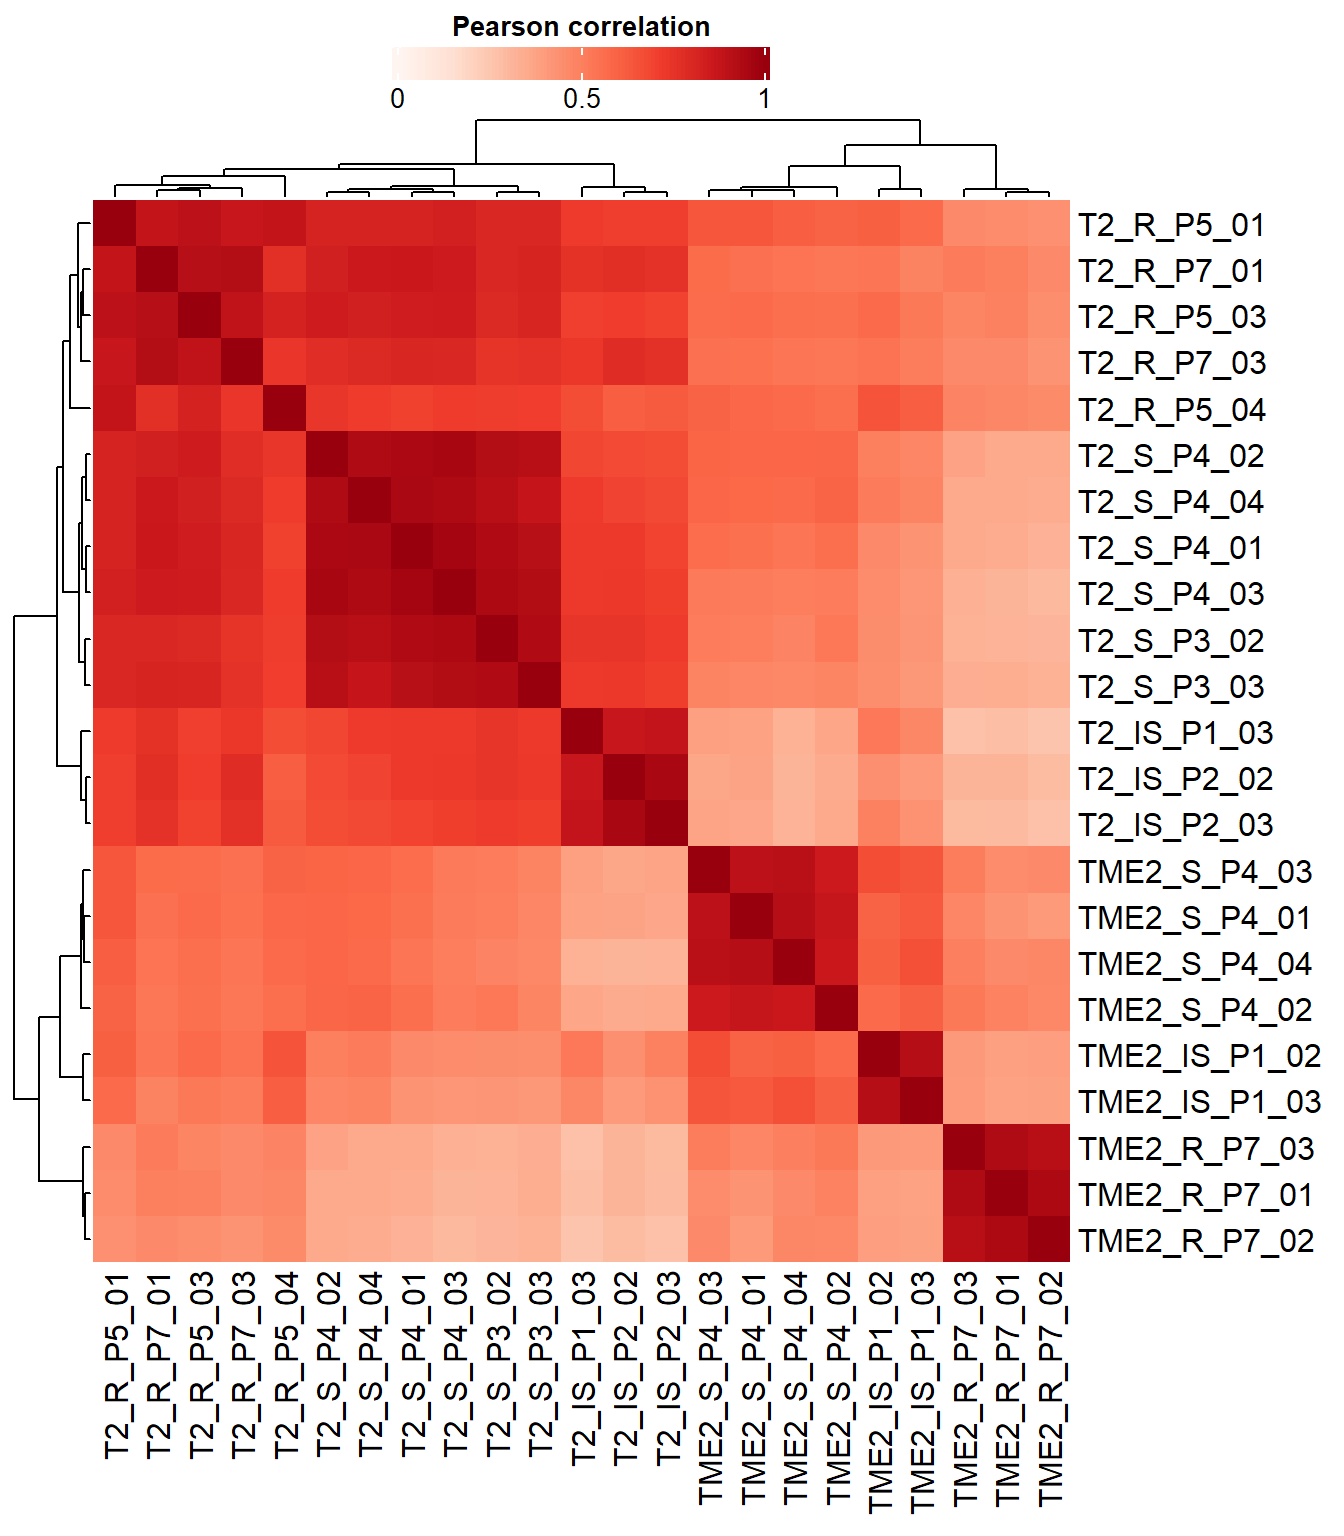 Pearson correlation
0 0.5 1
T2_R_P5_01
T2_R_P7_01
T2_R_P5_03
T2_R_P7_03
T2_R_P5_04
T2_S_P4_02
T2_S_P4_04
T2_S_P4_01
T2_S_P4_03
T2_S_P3_02
T2_S_P3_03
T2_IS_P1_03
T2_IS_P2_02
T2_IS_P2_03
TME2_S_P4_03
TME2_S_P4_01
TME2_S_P4_04
TME2_S_P4_02
TME2_IS_P1_02
TME2_IS_P1_03
TME2_R_P7_03
TME2_R_P7_01
TME2_R_P7_02
T2_R_P5_01
T2_R_P7_01
T2_R_P5_03
T2_R_P7_03
T2_R_P5_04
T2_S_P4_02
T2_S_P4_04
T2_S_P4_01
T2_S_P4_03
T2_S_P3_02
T2_S_P3_03
T2_IS_P1_03
T2_IS_P2_02
T2_IS_P2_03
TME2_S_P4_03
TME2_S_P4_01
TME2_S_P4_04
TME2_S_P4_02
TME2_IS_P1_02
TME2_IS_P1_03
TME2_R_P7_03
TME2_R_P7_01
TME2_R_P7_02